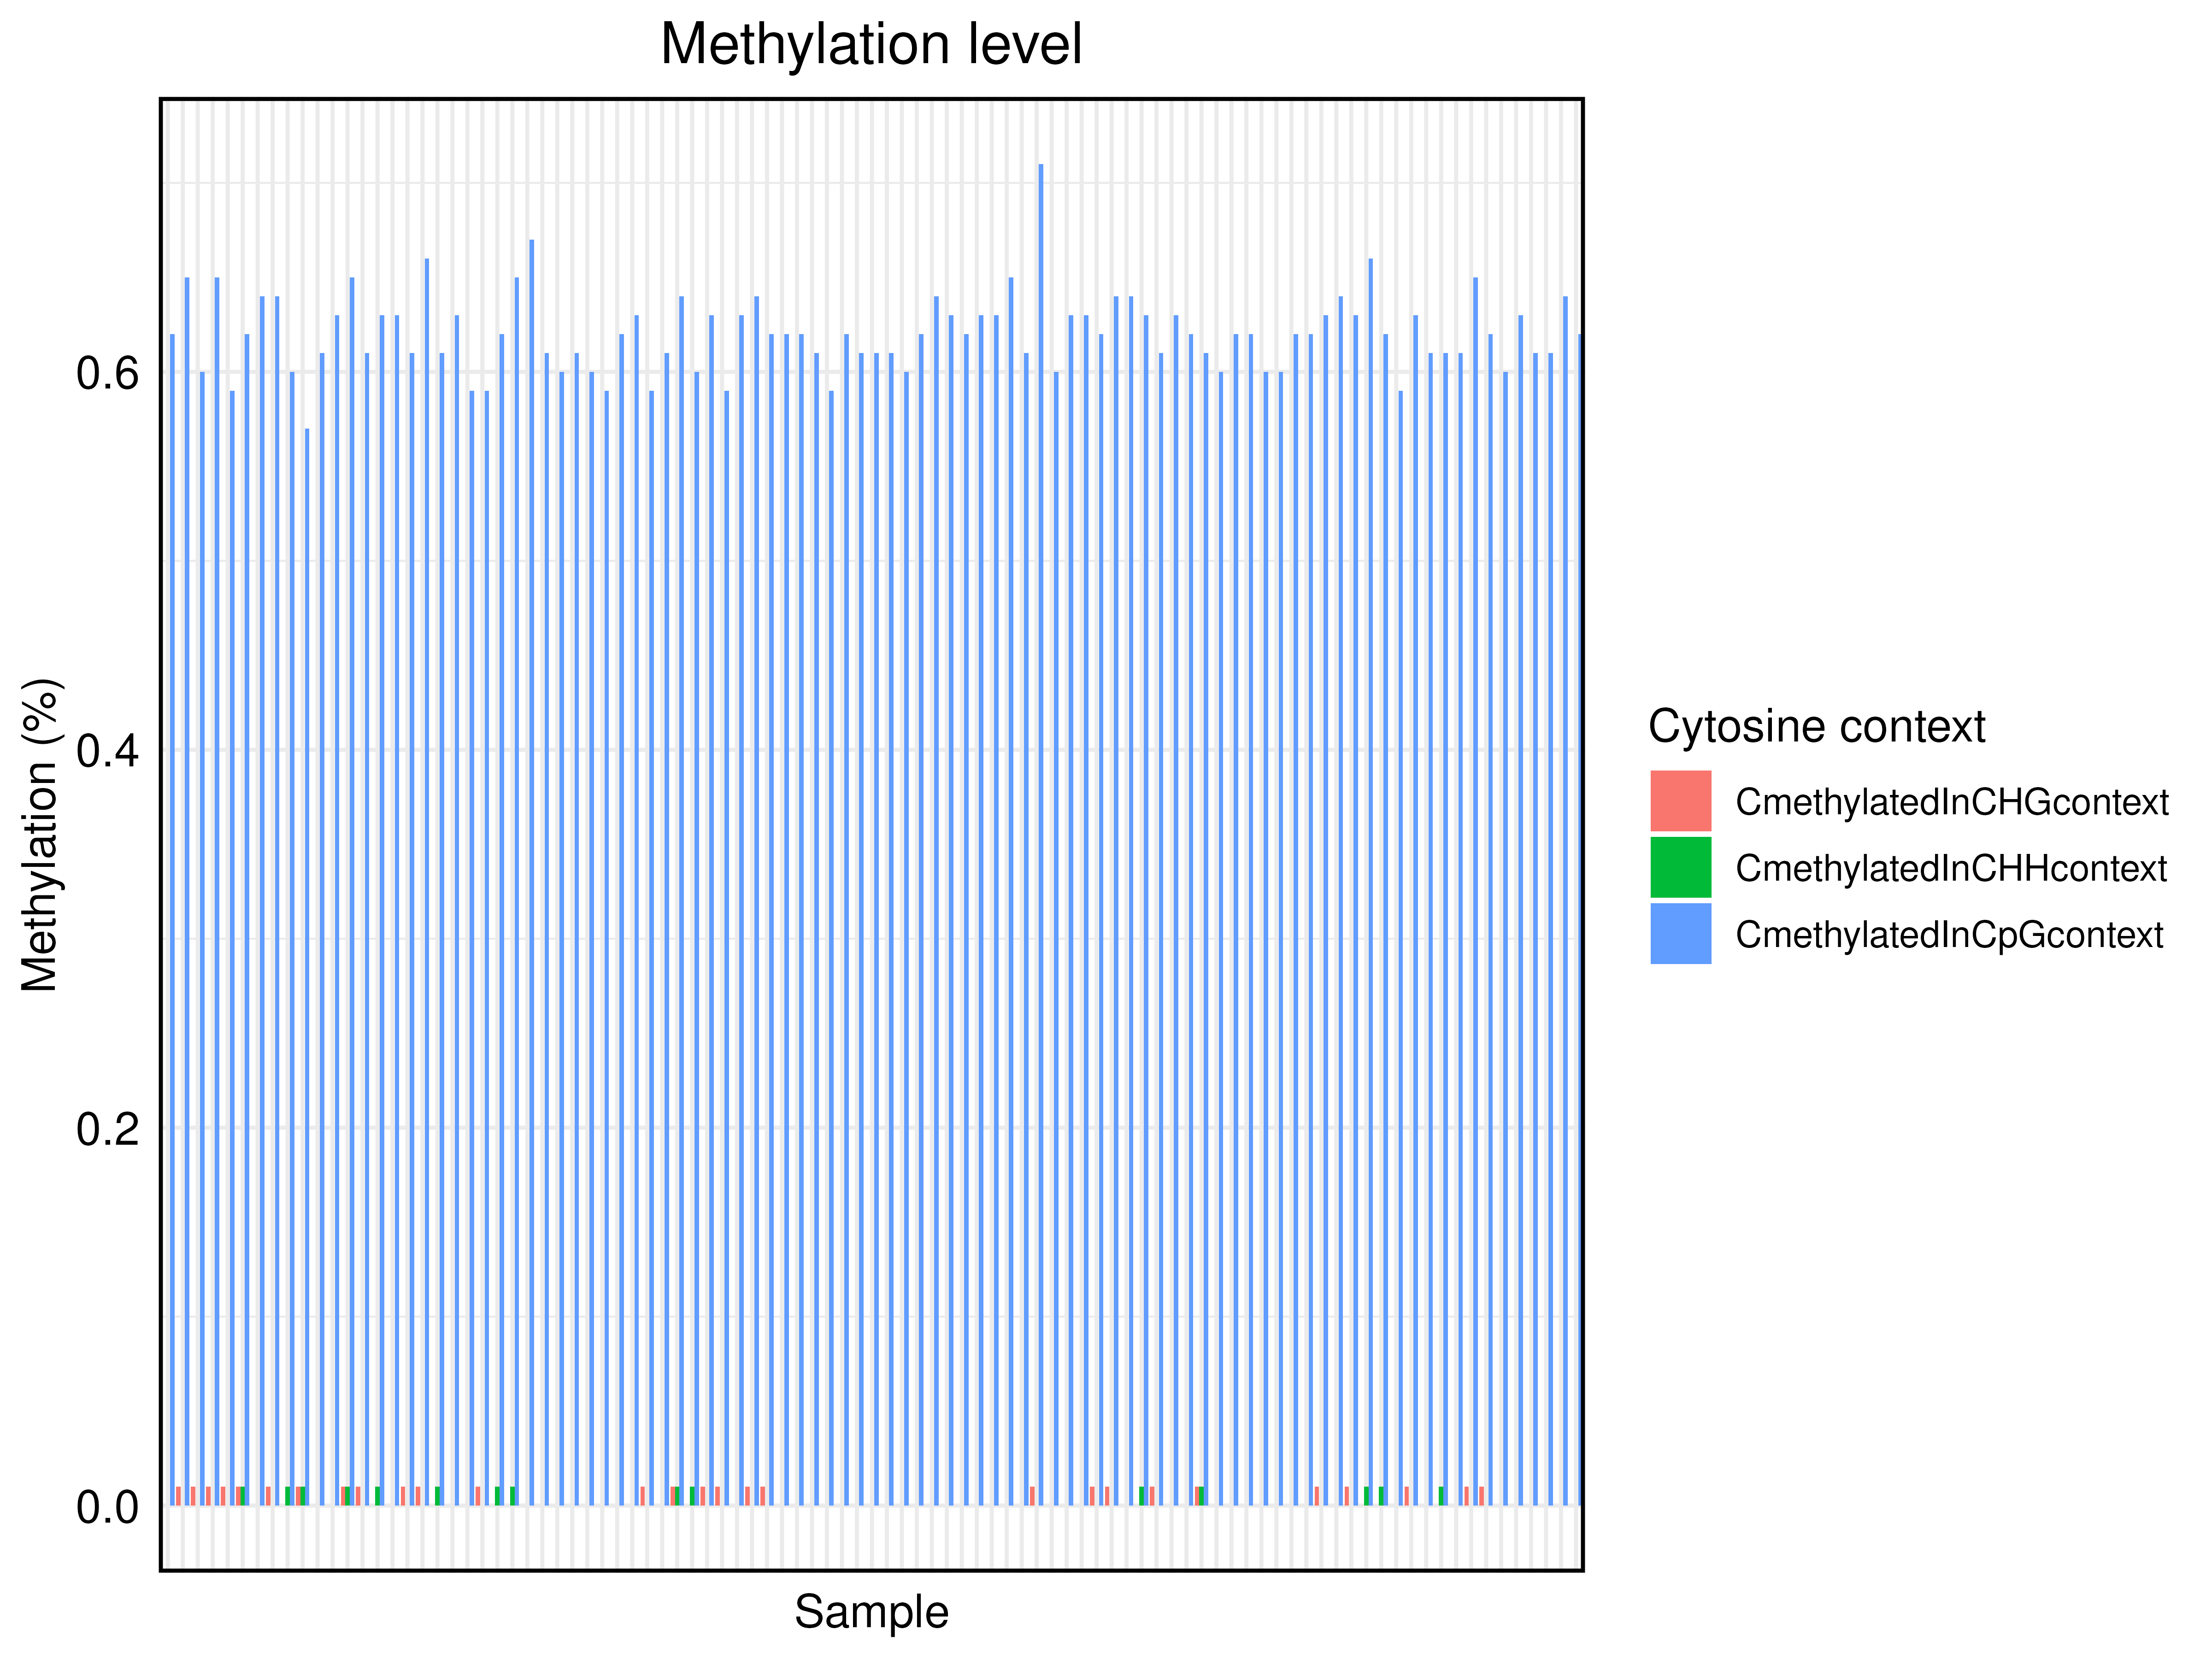 Methylation level
Methylation (%)
0.6
0.4
0.2
0.0
Sample
Cytosine context
CmethylatedInCHGcontext
CmethylatedInCHHcontext
CmethylatedInCpGcontext